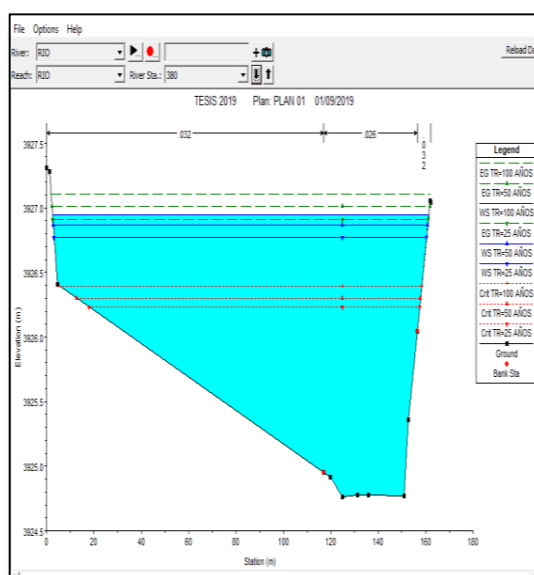 File Options Help
River: RIO
Reload Da
Reach: RIO River Sta.: 380
TESIS 2019 Plan: PLAN 01 01/09/2019
.032 .026 .032
Legend
EG TR=100 AÑOS
EG TR=50 AÑOS
WS TR=100 AÑOS
EG TR=25 AÑOS
WS TR=50 AÑOS
WS TR=25 AÑOS
Crit TR=100 AÑOS
Crit TR=50 AÑOS
Crit TR=25 AÑOS
Ground
Bank Sta
3927.5
3927.0
3926.5
3926.0
3925.5
3925.0
3924.5
Elevation (m)
0 20 40 60 80 100 120 140 160 180
Station (m)